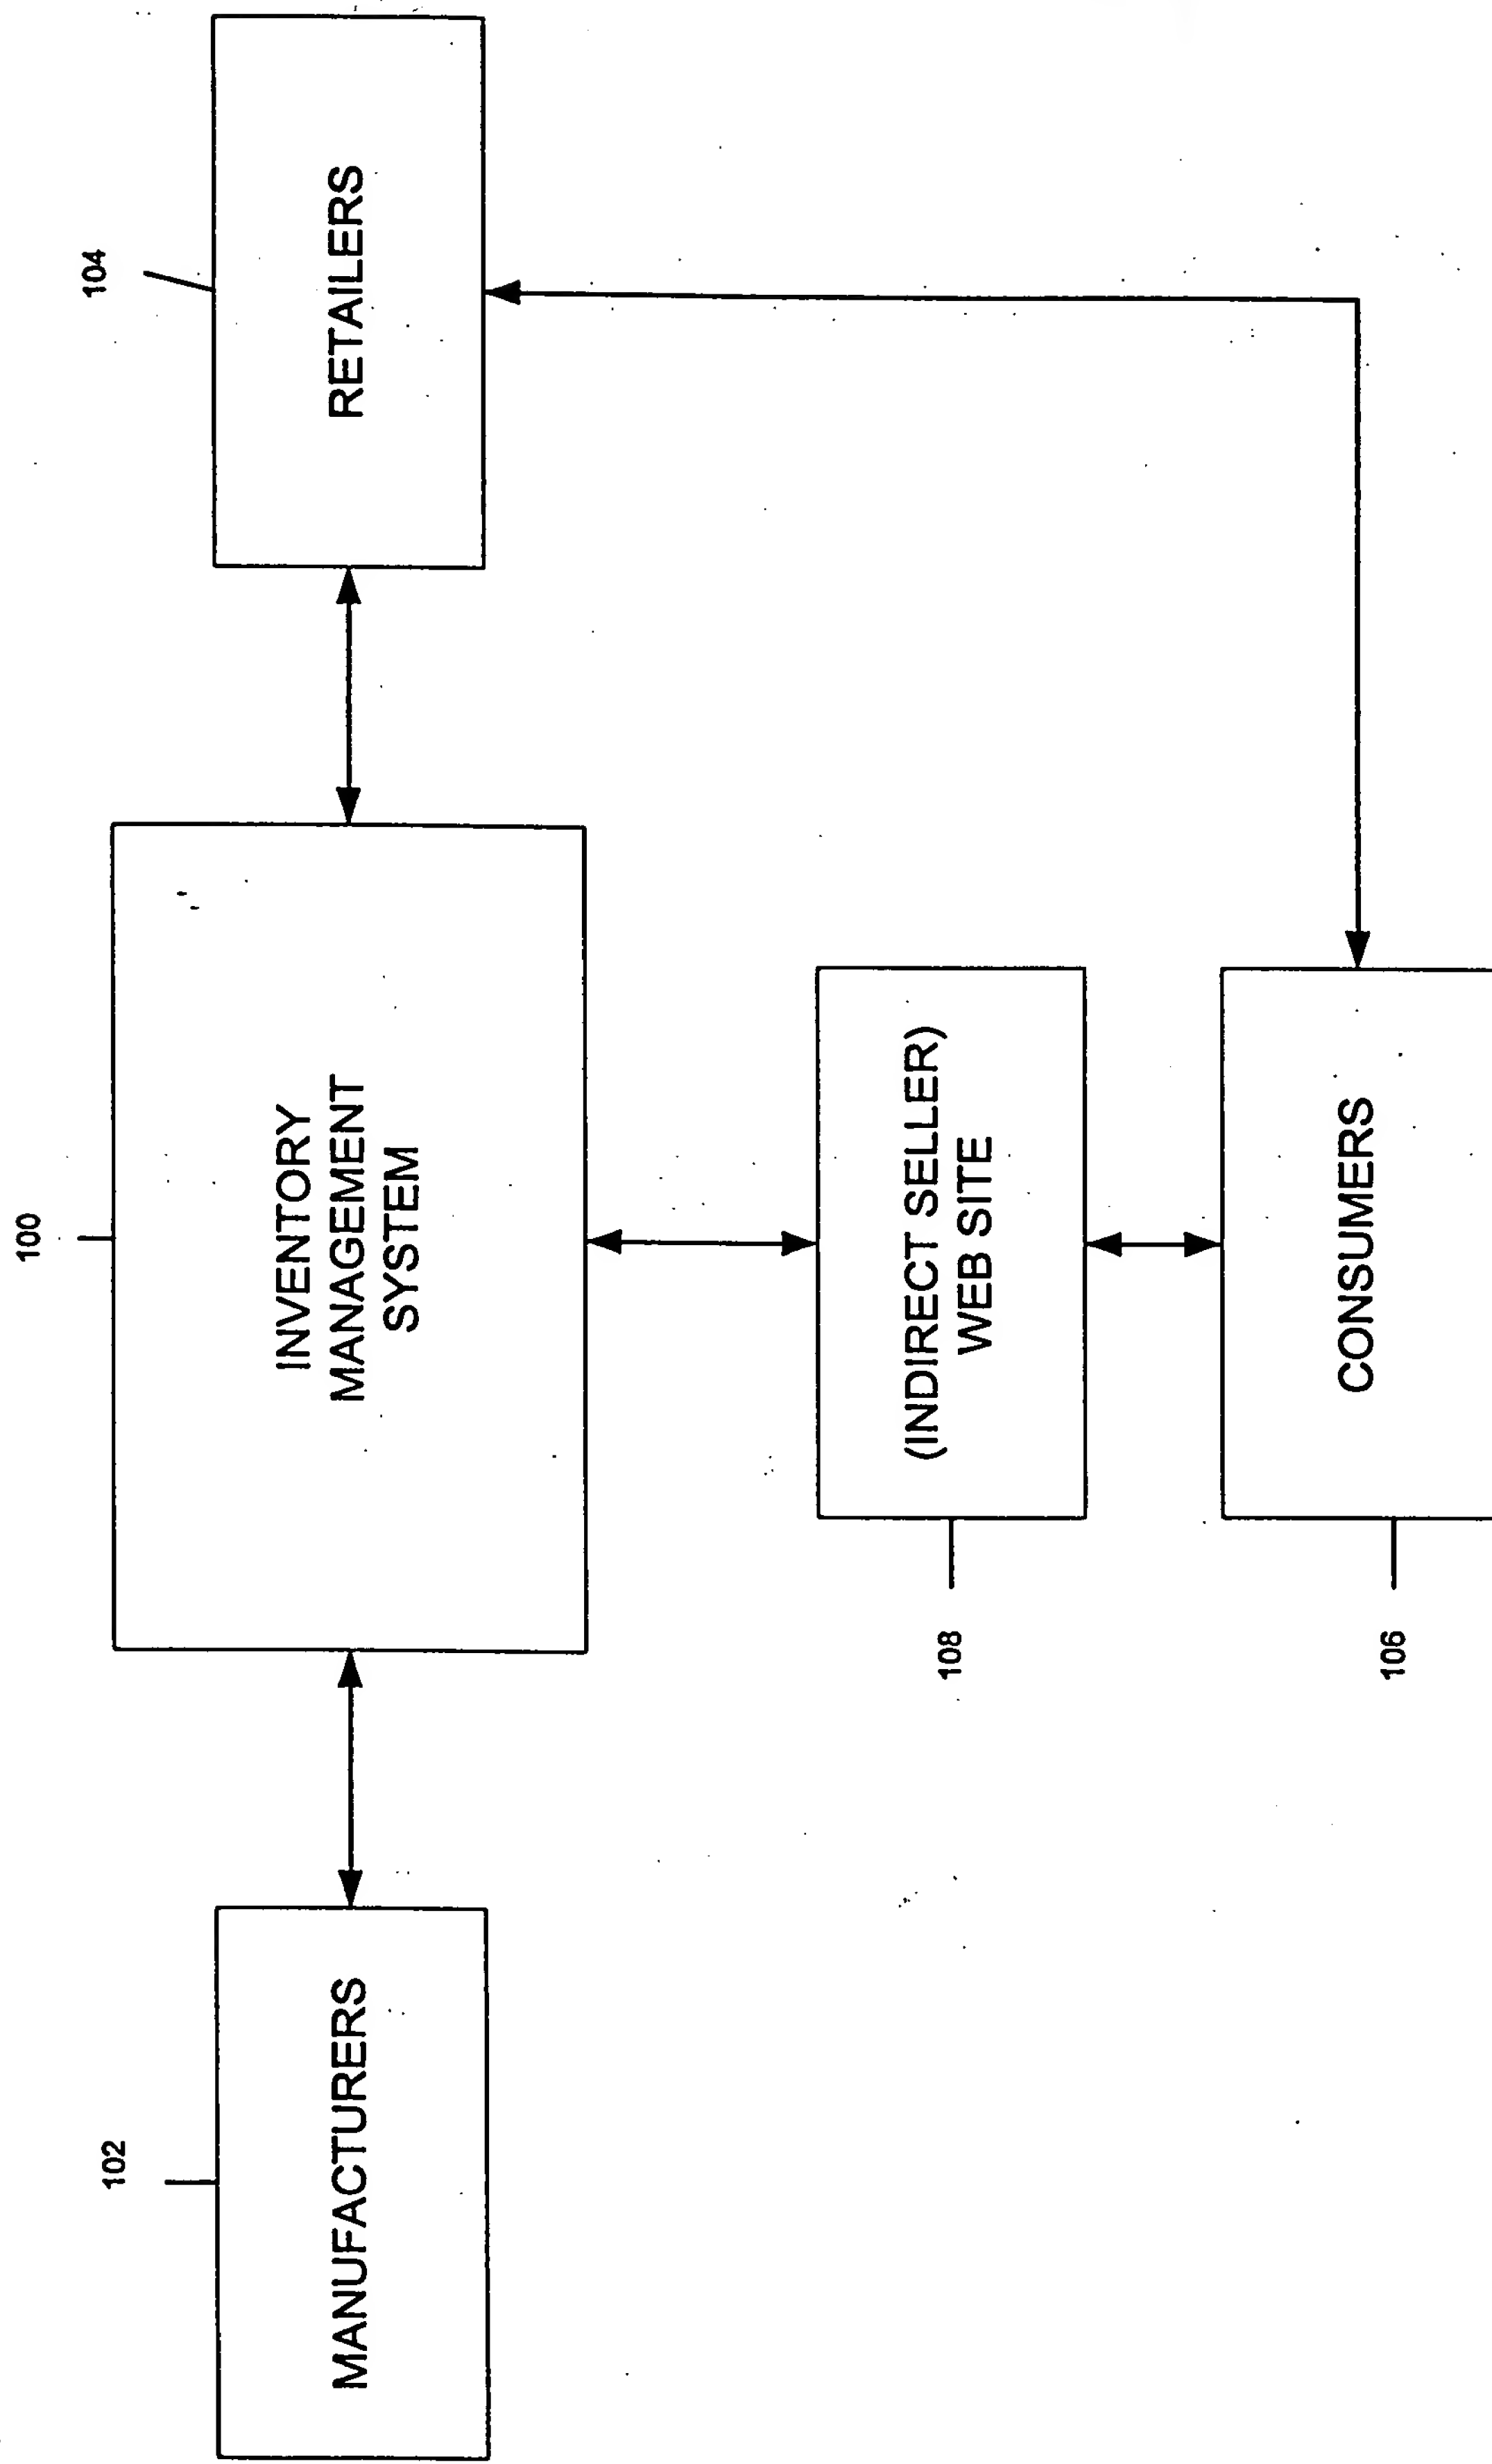 100
INVENTORY
MANAGEMENT
SYSTEM
102
MANUFACTURERS
104
RETAILERS
(INDIRECT SELLER)
WEB SITE
108
CONSUMERS
106